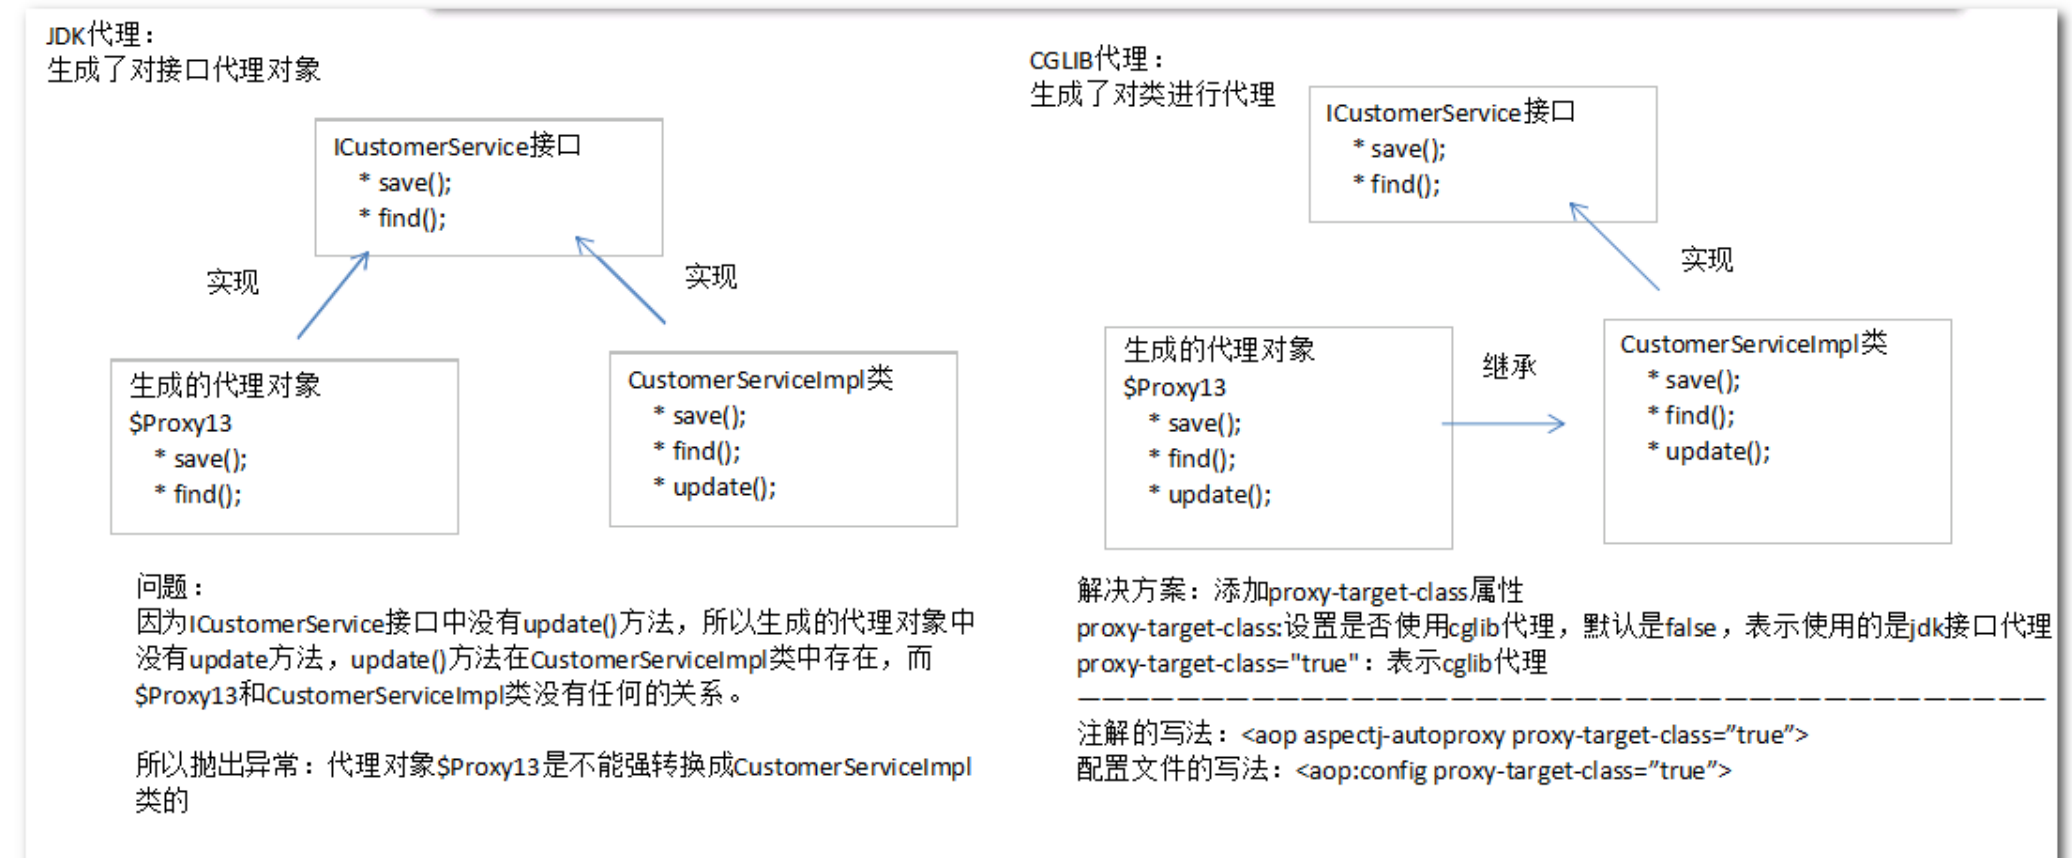 JDK代理：
生成了对接口代理对象
ICustomerService接口
* save();
* find();
实现
实现
生成的代理对象
$Proxy13
* save();
* find();
CustomerServiceImpl类
* save();
* find();
* update();
问题：
因为ICustomerService接口中没有update()方法，所以生成的代理对象中
没有update方法，update()方法在CustomerServiceImpl类中存在，而
$Proxy13和CustomerServiceImpl类没有任何的关系。
所以抛出异常：代理对象$Proxy13是不能强转换成CustomerServiceImpl
类的
CGLIB代理：
生成了对类进行代理
ICustomerService接口
* save();
* find();
实现
生成的代理对象
$Proxy13
* save();
* find();
* update();
继承
CustomerServiceImpl类
* save();
* find();
* update();
解决方案：添加proxy-target-class属性
proxy-target-class:设置是否使用cglib代理，默认是false，表示使用的是jdk接口代理
proxy-target-class="true"：表示cglib代理
注解的写法：<aop aspectj-autoproxy proxy-target-class=”true”>
配置文件的写法：<aop:config proxy-target-class=”true”>